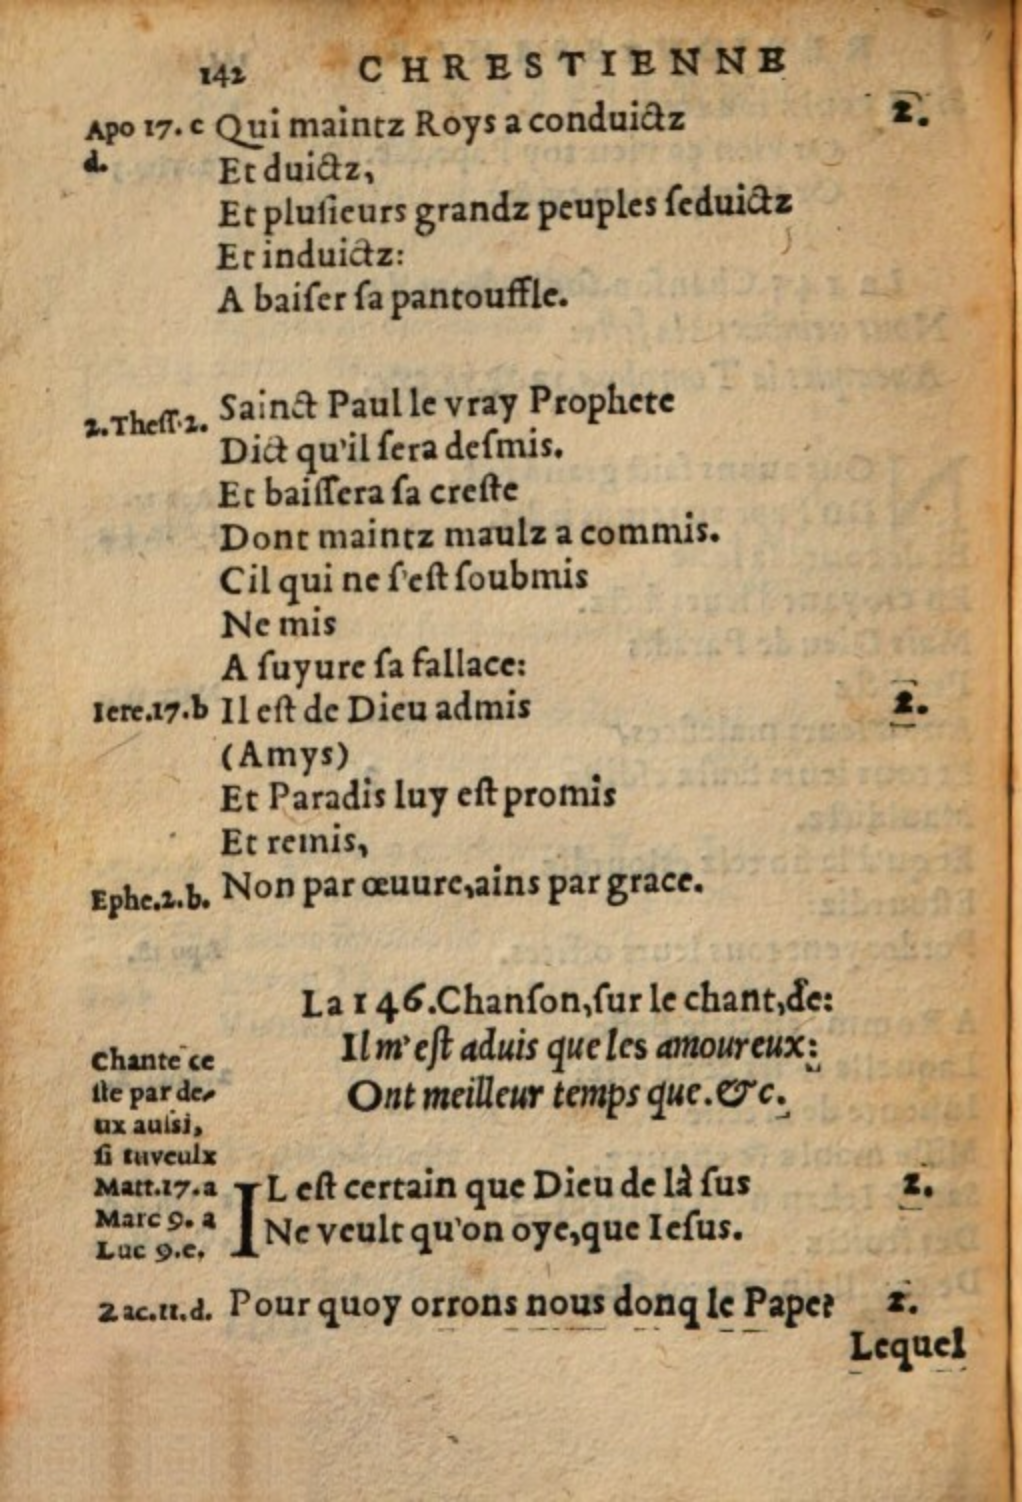 142 CHRESTIENNE
Apo 17. c Qui maintz Roys a conduictz 2.
d. Et duictz,
Et pluſieurs grandz peuples ſeduictz
Et induictz:
A baiſer ſa pantouffle.
Sainct Paul le vray Prophete
2.Theſſ.2.
Dict qu'il ſera deſmis.
Et baiſſera ſa creſte
Dont maintz maulz a commis.
Cil qui ne ſ'eſt ſoubmis
Ne mis
A ſuyure ſa fallace:
Iere.17.b Il eſt de Dieu admis 2.
(Amys)
Et Paradis luy eſt promis
Et remis,
Ephe.2.b. Non par œuure, ains par grace.
La 146. Chanſon, ſur le chant, de:
Il m'eſt aduis que les amoureux:
Ont meilleur temps que. &c.
Chante ce
ſte par de-
ux auſsi,
ſi tu veulx
Matt.17.a
Marc 9. a
Luc 9.e.
IL eſt certain que Dieu de là ſus 2.
Ne veult qu'on oye, que Ieſus.
Zac.11.d. Pour quoy orrons nous donq le Pape? 2.
Lequel